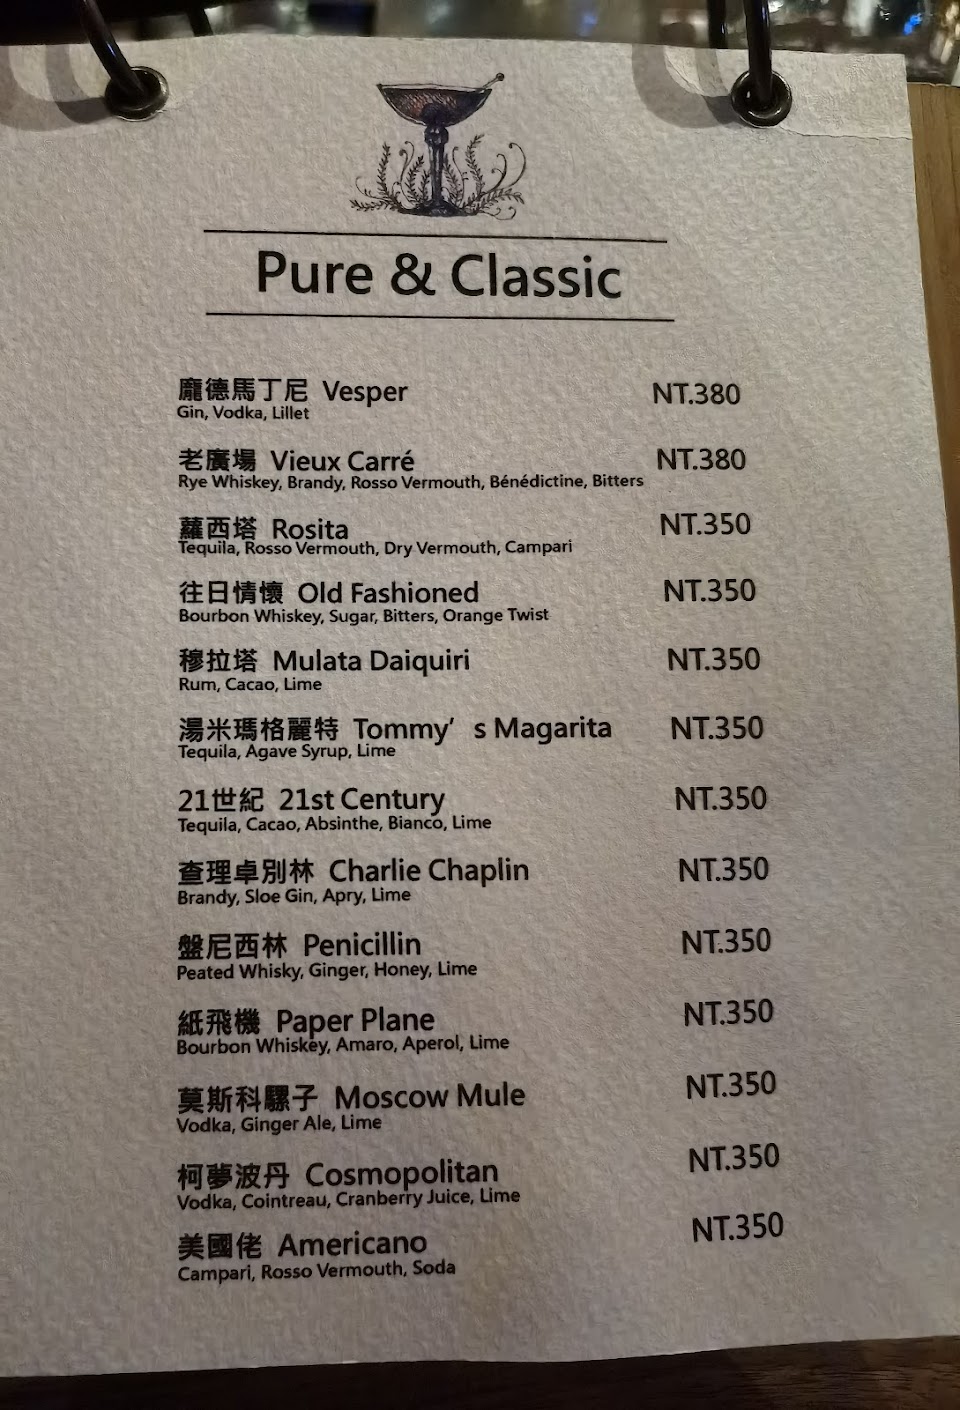 Pure & Classic
龐德馬丁尼 Vesper NT.380
Gin, Vodka, Lillet
老廣場 Vieux Carré NT.380
Rye Whiskey, Brandy, Rosso Vermouth, Bénédictine, Bitters
蘿西塔 Rosita NT.350
Tequila, Rosso Vermouth, Dry Vermouth, Campari
往日情懷 Old Fashioned NT.350
Bourbon Whiskey, Sugar, Bitters, Orange Twist
穆拉塔 Mulata Daiquiri NT.350
Rum, Cacao, Lime
湯米瑪格麗特 Tommy’s Magarita NT.350
Tequila, Agave Syrup, Lime
21世紀 21st Century NT.350
Tequila, Cacao, Absinthe, Bianco, Lime
查理卓別林 Charlie Chaplin NT.350
Brandy, Sloe Gin, Apry, Lime
盤尼西林 Penicillin NT.350
Peated Whisky, Ginger, Honey, Lime
紙飛機 Paper Plane NT.350
Bourbon Whiskey, Amaro, Aperol, Lime
莫斯科騾子 Moscow Mule NT.350
Vodka, Ginger Ale, Lime
柯夢波丹 Cosmopolitan NT.350
Vodka, Cointreau, Cranberry Juice, Lime
美國佬 Americano NT.350
Campari, Rosso Vermouth, Soda